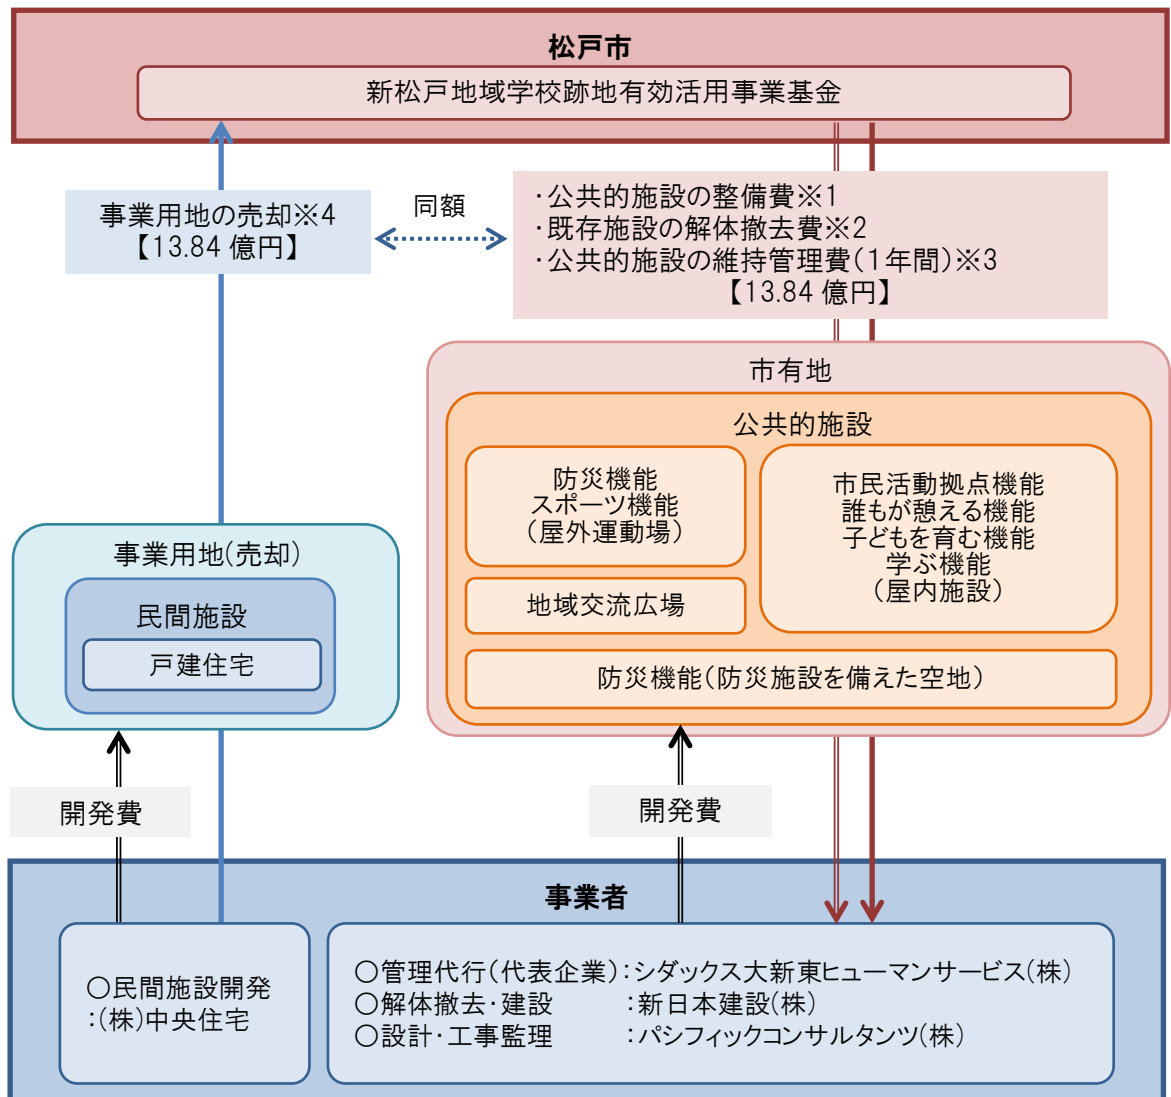 松戸市
新松戸地域学校跡地有効活用事業基金
事業用地の売却※4
【13.84 億円】
同額
・公共的施設の整備費※1
・既存施設の解体撤去費※2
・公共的施設の維持管理費(1年間)※3
【13.84 億円】
市有地
公共的施設
防災機能
スポーツ機能
(屋外運動場)
市民活動拠点機能
誰もが憩える機能
子どもを育む機能
学ぶ機能
(屋内施設)
地域交流広場
防災機能(防災施設を備えた空地)
事業用地(売却)
民間施設
戸建住宅
開発費
開発費
事業者
○民間施設開発
:(株)中央住宅
○管理代行(代表企業):シダックス大新東ヒューマンサービス(株)
○解体撤去・建設 :新日本建設(株)
○設計・工事監理 :パシフィックコンサルタンツ(株)